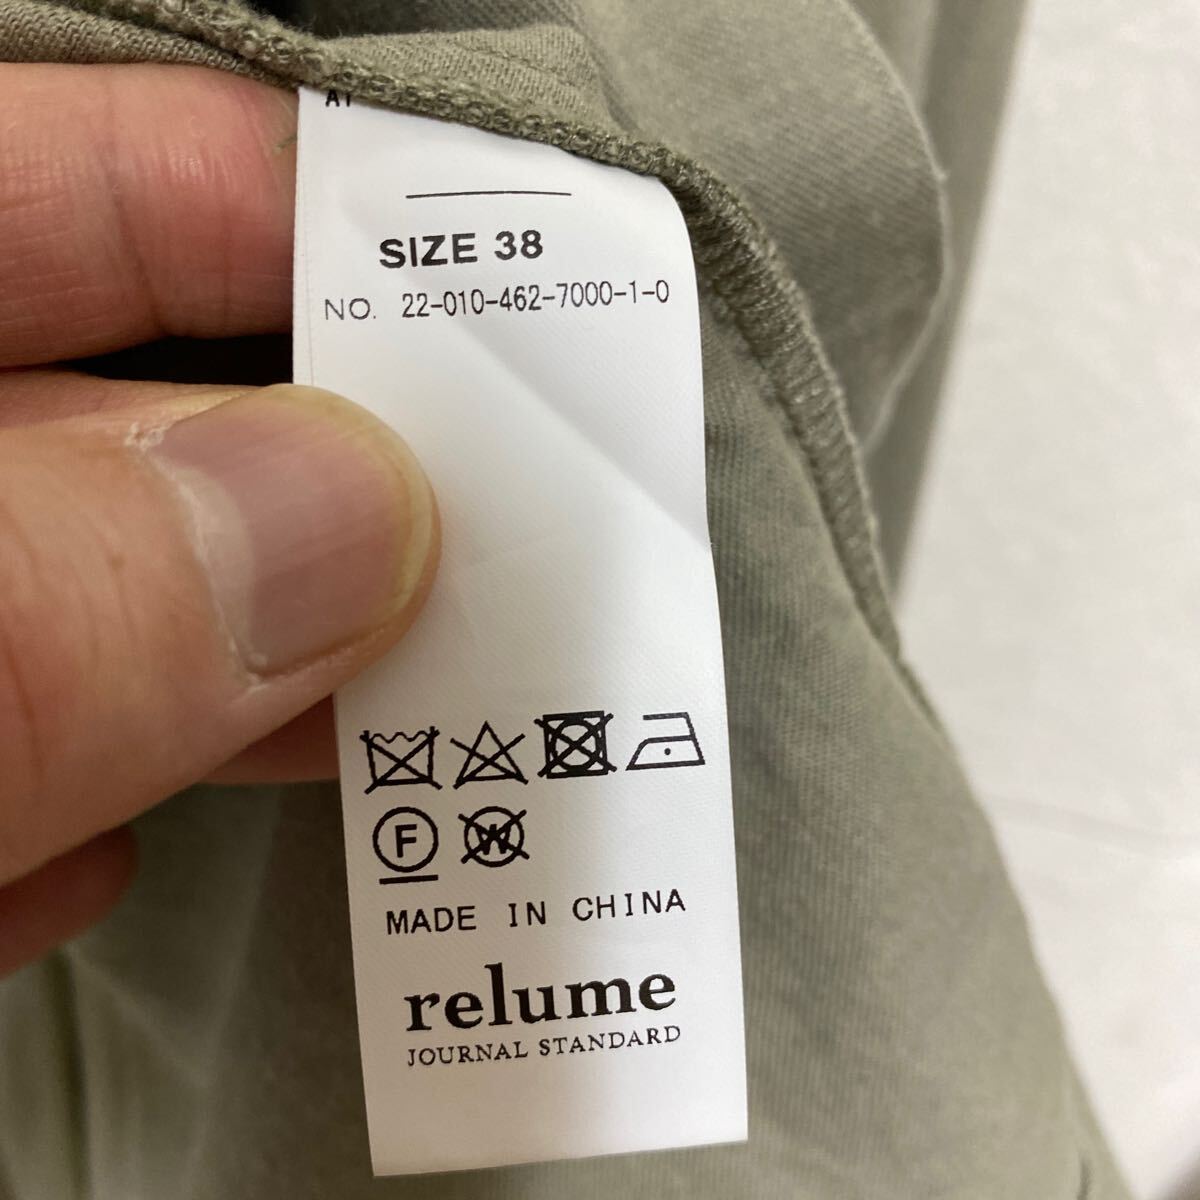 SIZE 38
NO. 22-010-462-7000-1-0
F W
MADE IN CHINA
relume
JOURNAL STANDARD